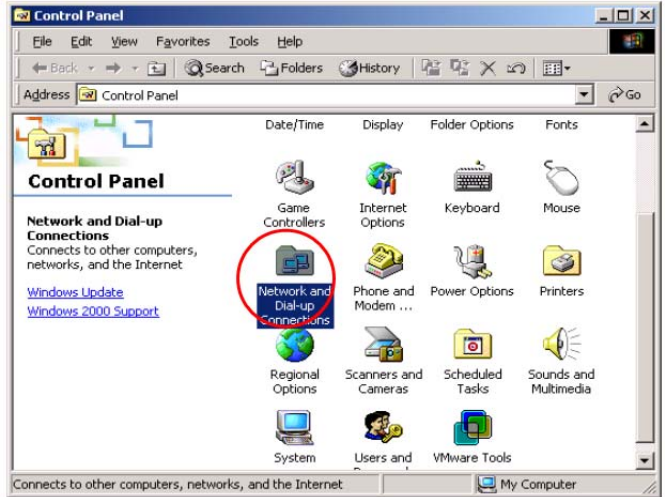 Control Panel
File Edit View Favorites Tools Help
Back Search Folders History
Address Control Panel Go
Date/Time Display Folder Options Fonts
Control Panel
Game Controllers
Internet Options
Keyboard
Mouse
Network and Dial-up Connections
Connects to other computers, networks, and the Internet
Windows Update
Windows 2000 Support
Network and Dial-up Connections
Phone and Modem ...
Power Options
Printers
Regional Options
Scanners and Cameras
Scheduled Tasks
Sounds and Multimedia
System
Users and
VMware Tools
Connects to other computers, networks, and the Internet
My Computer